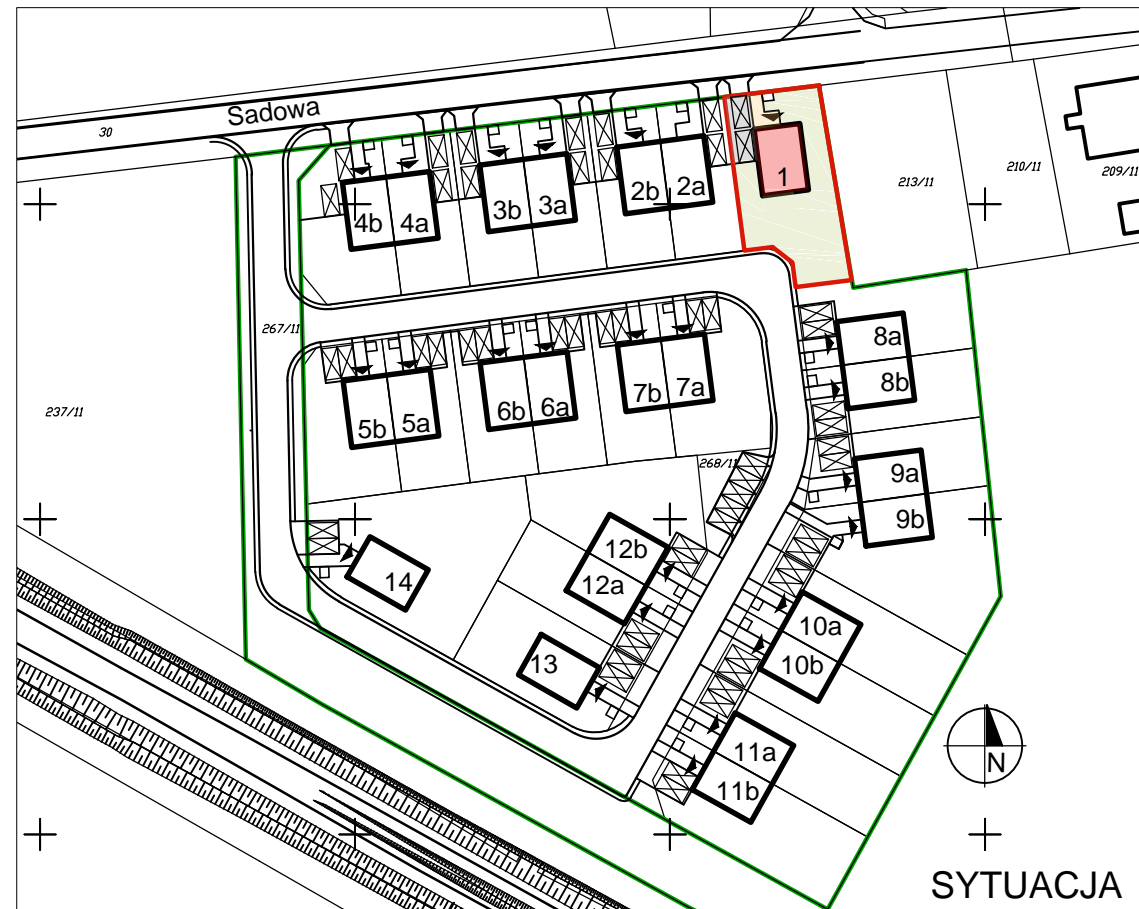 Sadowa
30
1
213/11
210/11
209/11
4b 4a
3b 3a
2b 2a
267/11
237/11
5b 5a
6b 6a
7b 7a
8a
8b
268/11
9a
9b
12b
12a
14
13
10a
10b
11a
11b
N
SYTUACJA